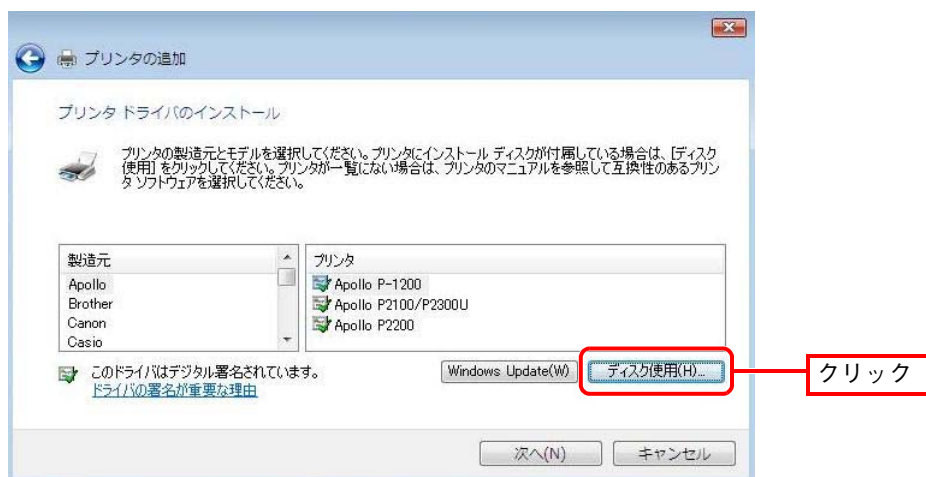 プリンタの追加
プリンタ ドライバのインストール
プリンタの製造元とモデルを選択してください。プリンタにインストール ディスクが付属している場合は、[ディスク
使用] をクリックしてください。プリンタが一覧にない場合は、プリンタのマニュアルを参照して互換性のあるプリン
タ ソフトウェアを選択してください。
製造元
Apollo
Brother
Canon
Casio
プリンタ
Apollo P-1200
Apollo P2100/P2300U
Apollo P2200
このドライバはデジタル署名されています。
ドライバの署名が重要な理由
Windows Update(W)
ディスク使用(H)...
クリック
次へ(N)
キャンセル